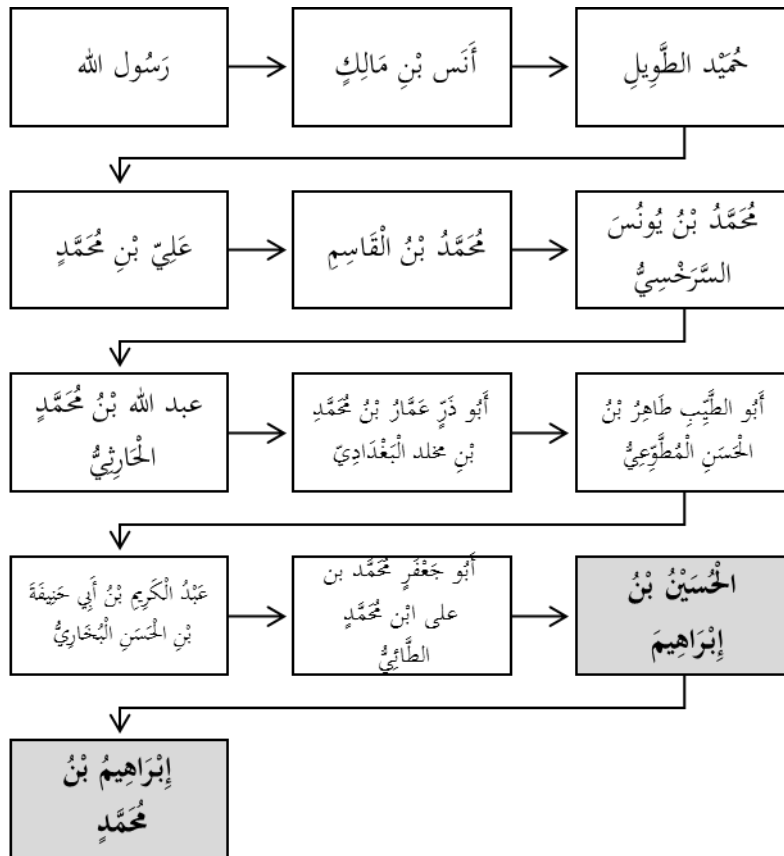 رَسُول الله
أَنَس بْنِ مَالِكٍ
حُمَيْد الطَّوِيلِ
عَلِيّ بْنِ مُحَمَّدٍ
مُحَمَّدُ بْنُ الْقَاسِمِ
مُحَمَّدُ بْنُ يُونُسَ
السَّرَخْسِيُّ
عبد الله بْنُ مُحَمَّدٍ
الْحَارِثِيُّ
أَبُو ذَرٍّ عَمَّارُ بْنُ مُحَمَّدِ
بْنِ مخلد الْبَغْدَادِيّ
أَبُو الطَّيِّبِ طَاهِرُ بْنُ
الْحَسَنِ الْمُطَّوِّعِيُّ
عَبْدُ الْكَرِيمِ بْنُ أَبِي حَنِيفَةَ
بْنِ الْحَسَنِ الْبُخَارِيُّ
أَبُو جَعْفَرٍ مُحَمَّد بن
على ابْن مُحَمَّدٍ
الطَّائِيُّ
الْحُسَيْنُ بْنُ
إِبْرَاهِيمَ
إِبْرَاهِيمُ بْنُ
مُحَمَّدٍ